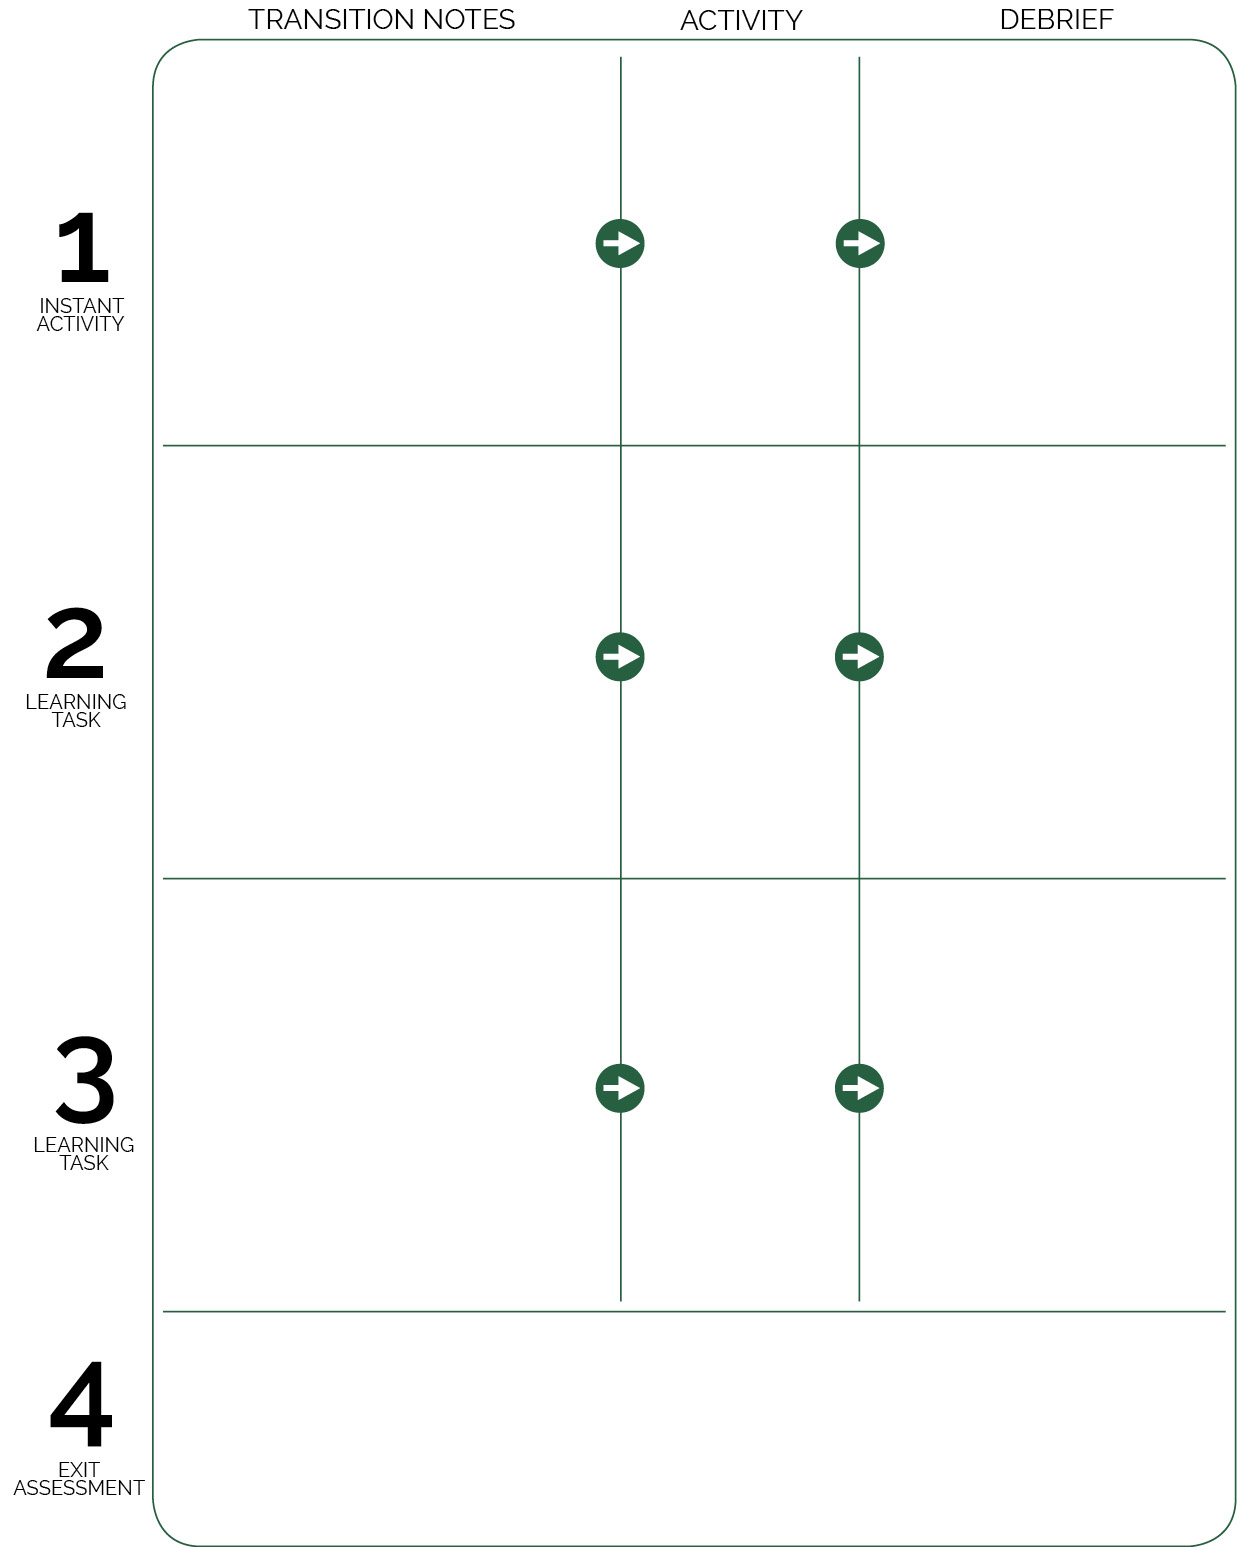 TRANSITION NOTES ACTIVITY DEBRIEF
1
INSTANT
ACTIVITY
2
LEARNING
TASK
3
LEARNING
TASK
4
EXIT
ASSESSMENT